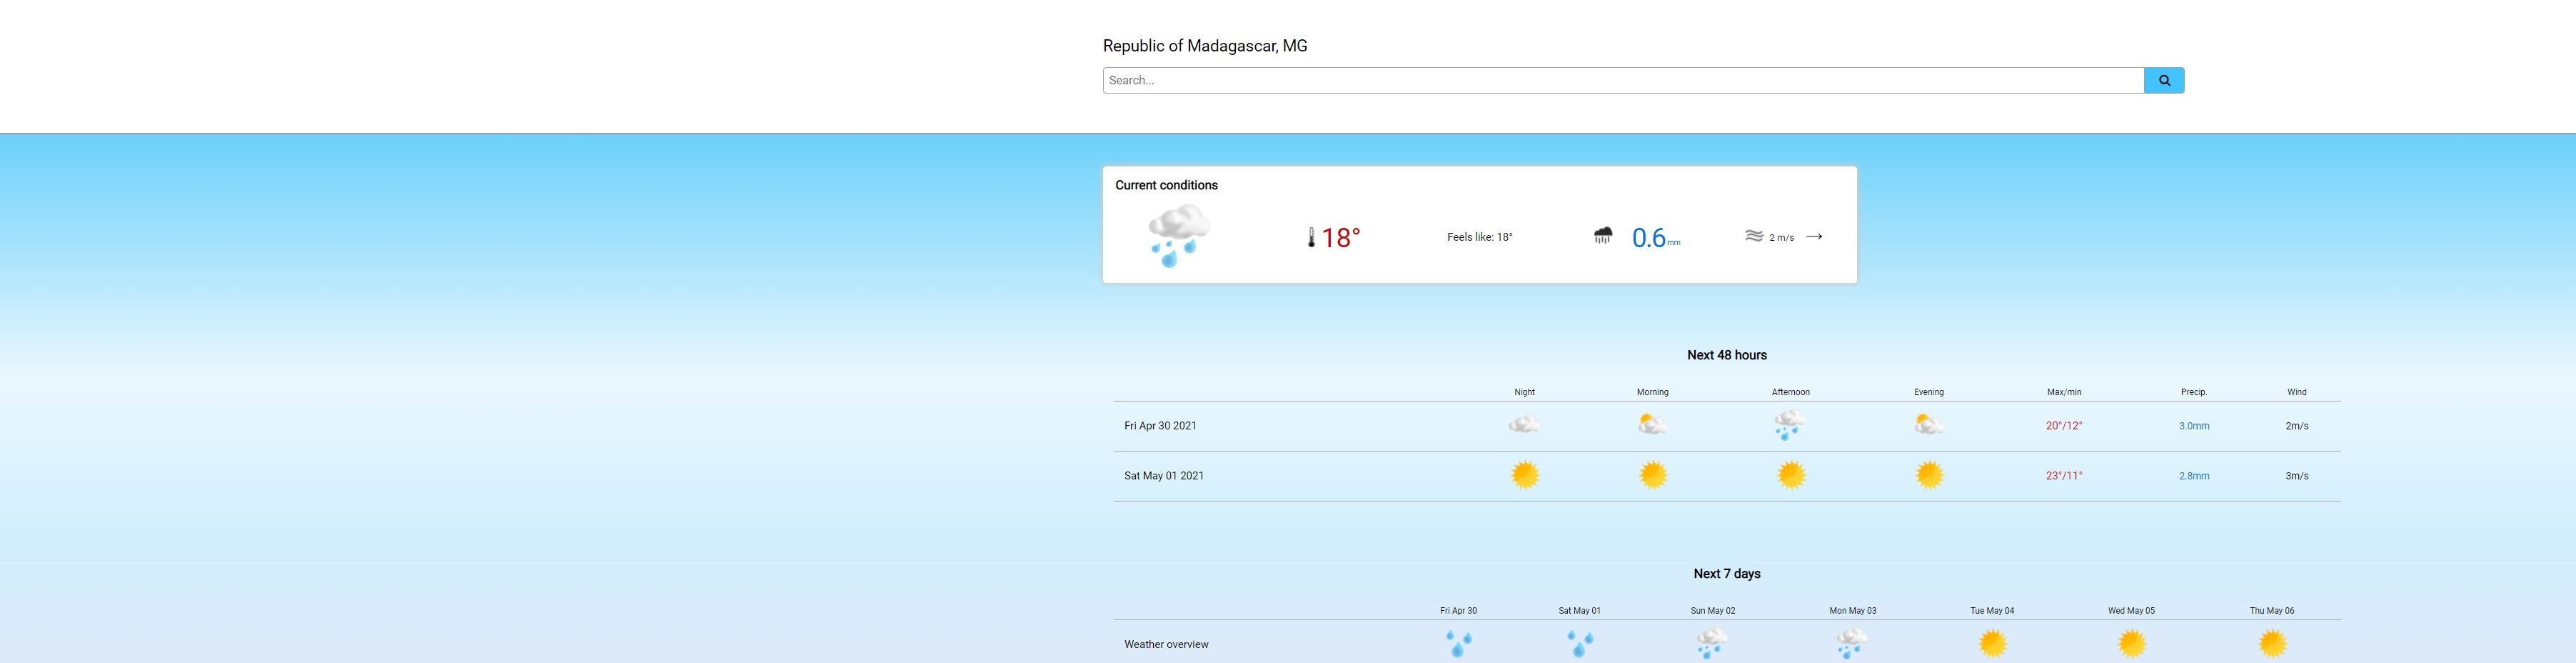 Republic of Madagascar, MG
Search...
Current conditions
18° Feels like: 18° 0.6 mm 2 m/s →
Next 48 hours
Night Morning Afternoon Evening Max/min Precip. Wind
Fri Apr 30 2021 20°/12° 3.0mm 2m/s
Sat May 01 2021 23°/11° 2.8mm 3m/s
Next 7 days
Fri Apr 30 Sat May 01 Sun May 02 Mon May 03 Tue May 04 Wed May 05 Thu May 06
Weather overview